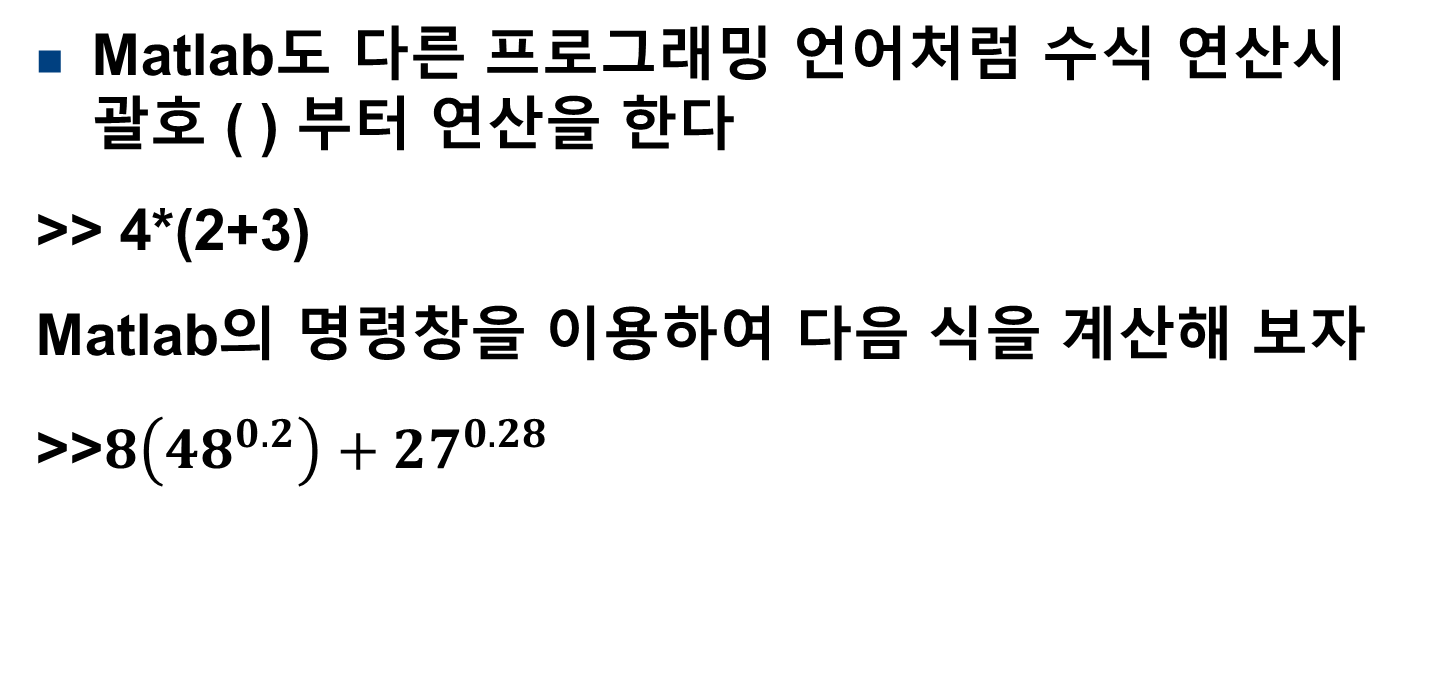 ▪ Matlab도 다른 프로그래밍 언어처럼 수식 연산시
괄호 ( ) 부터 연산을 한다
>> 4*(2+3)
Matlab의 명령창을 이용하여 다음 식을 계산해 보자
>>8(48^0.2) + 27^0.28